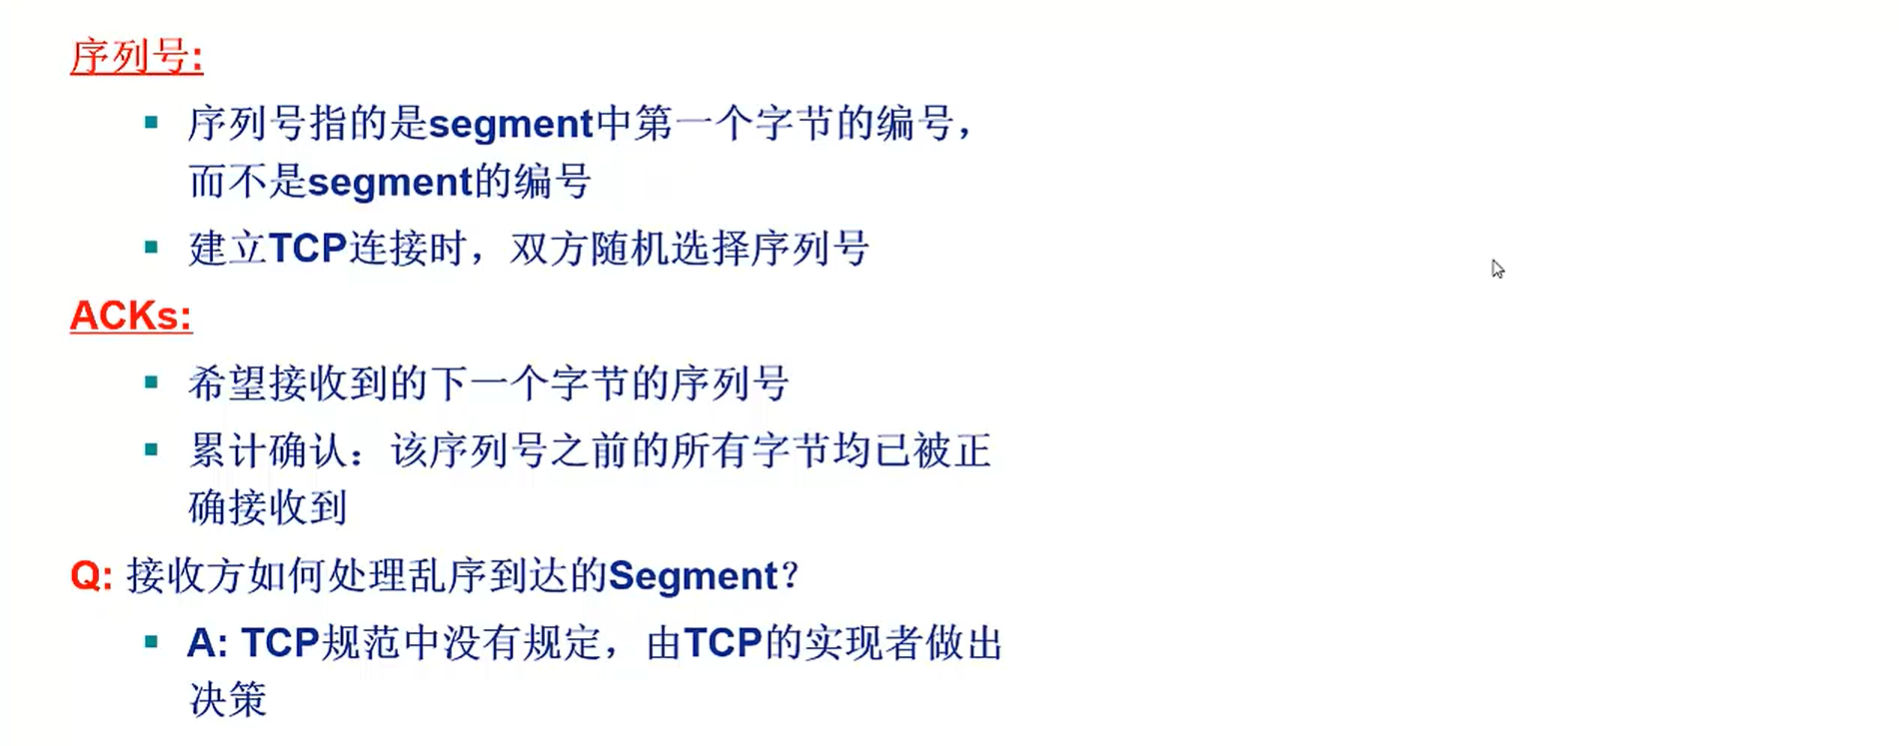 序列号:
序列号指的是segment中第一个字节的编号，
而不是segment的编号
建立TCP连接时，双方随机选择序列号
ACKs:
希望接收到的下一个字节的序列号
累计确认：该序列号之前的所有字节均已被正
确接收到
Q: 接收方如何处理乱序到达的Segment？
A: TCP规范中没有规定，由TCP的实现者做出
决策